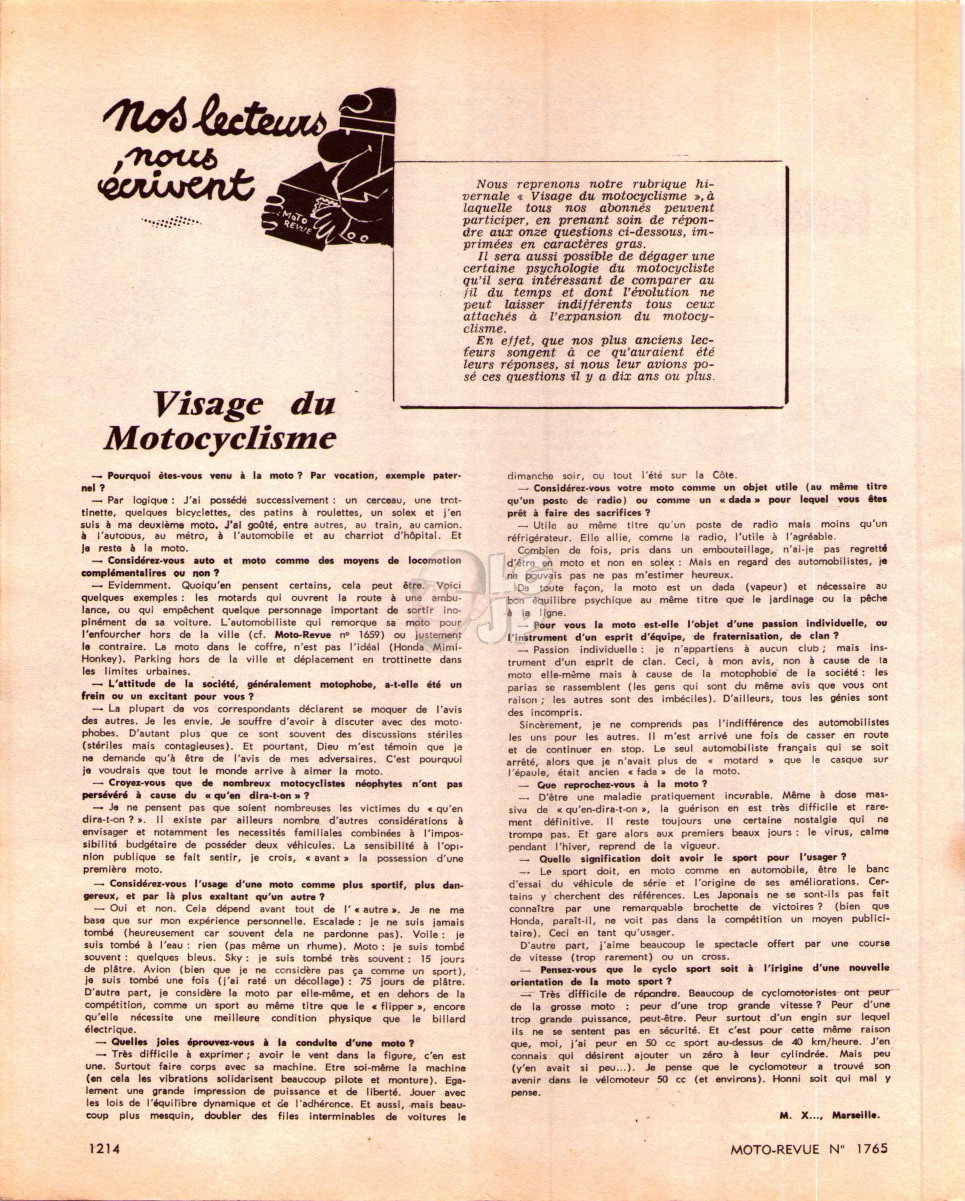 Nos lecteurs
nous
écrivent
MOTO
REVUE
Nous reprenons notre rubrique hi-
vernale « Visage du motocyclisme », à
laquelle tous nos abonnés peuvent
participer, en prenant soin de répon-
dre aux onze questions ci-dessous, im-
primées en caractères gras.
Il sera aussi possible de dégager une
certaine psychologie du motocycliste
qu'il sera intéressant de comparer au
fil du temps et dont l'évolution ne
peut laisser indifférents tous ceux
attachés à l'expansion du motocy-
clisme.
En effet, que nos plus anciens lec-
teurs songent à ce qu'auraient été
leurs réponses, si nous leur avions po-
sé ces questions il y a dix ans ou plus.
Visage du
Motocyclisme
— Pourquoi êtes-vous venu à la moto ? Par vocation, exemple pater-
nel ?
— Par logique : J'ai possédé successivement : un cerceau, une trot-
tinette, quelques bicyclettes, des patins à roulettes, un solex et j'en
suis à ma deuxième moto. J'ai goûté, entre autres, au train, au camion.
à l'autobus, au métro, à l'automobile et au charriot d'hôpital. Et
je reste à la moto.
— Considérez-vous auto et moto comme des moyens de locomotion
complémentaires ou non ?
— Evidemment. Quoiqu'en pensent certains, cela peut être. Voici
quelques exemples : les motards qui ouvrent la route à une ambu-
lance, ou qui empêchent quelque personnage important de sortir ino-
pinément de sa voiture. L'automobiliste qui remorque sa moto pour
l'enfourcher hors de la ville (cf. Moto-Revue n° 1659) ou justement
le contraire. La moto dans le coffre, n'est pas l'idéal (Honda Mimi-
Honkey). Parking hors de la ville et déplacement en trottinette dans
les limites urbaines.
— L'attitude de la société, généralement motophobe, a-t-elle été un
frein ou un excitant pour vous ?
— La plupart de vos correspondants déclarent se moquer de l'avis
des autres. Je les envie. Je souffre d'avoir à discuter avec des moto-
phobes. D'autant plus que ce sont souvent des discussions stériles
(stériles mais contagieuses). Et pourtant, Dieu m'est témoin que je
ne demande qu'à être de l'avis de mes adversaires. C'est pourquoi
je voudrais que tout le monde arrive à aimer la moto.
— Croyez-vous que de nombreux motocyclistes néophytes n'ont pas
persévéré à cause du « qu'en dira-t-on » ?
— Je ne pensent pas que soient nombreuses les victimes du « qu'en
dira-t-on ? ». Il existe par ailleurs nombre d'autres considérations à
envisager et notamment les necéssités familiales combinées à l'impos-
sibilité budgétaire de posséder deux véhicules. La sensibilité à l'opi-
nion publique se fait sentir, je crois, « avant » la possession d'une
première moto.
— Considérez-vous l'usage d'une moto comme plus sportif, plus dan-
gereux, et par là plus exaltant qu'un autre ?
— Oui et non. Cela dépend avant tout de l' « autre ». Je ne me
base que sur mon expérience personnelle. Escalade : je ne suis jamais
tombé (heureusement car souvent cela ne pardonne pas). Voile : je
suis tombé à l'eau : rien (pas même un rhume). Moto : je suis tombé
souvent : quelques bleus. Sky : je suis tombé très souvent : 15 jours
de plâtre. Avion (bien que je ne considère pas ça comme un sport),
je suis tombé une fois (j'ai raté un décollage) : 75 jours de plâtre.
D'autre part, je considère la moto par elle-même, et en dehors de la
compétition, comme un sport au même titre que le « flipper », encore
qu'elle nécessite une meilleure condition physique que le billard
électrique.
— Quelles joies éprouvez-vous à la conduite d'une moto ?
— Très difficile à exprimer ; avoir le vent dans la figure, c'en est
une. Surtout faire corps avec sa machine. Etre soi-même la machine
(en cela les vibrations solidarisent beaucoup pilote et monture). Ega-
lement une grande impression de puissance et de liberté. Jouer avec
les lois de l'équilibre dynamique et de l'adhérence. Et aussi, mais beau-
coup plus mesquin, doubler des files interminables de voitures le
dimanche soir, ou tout l'été sur la Côte.
— Considérez-vous votre moto comme un objet utile (au même titre
qu'un poste de radio) ou comme un « dada » pour lequel vous êtes
prêt à faire des sacrifices ?
— Utile au même titre qu'un poste de radio mais moins qu'un
réfrigérateur. Elle allie, comme la radio, l'utile à l'agréable.
Combien de fois, pris dans un embouteillage, n'ai-je pas regretté
d'être en moto et non en solex : Mais en regard des automobilistes, je
ne pouvais pas ne pas m'estimer heureux.
De toute façon, la moto est un dada (vapeur) et nécessaire au
bon équilibre psychique au même titre que le jardinage ou la pêche
à la ligne.
— Pour vous la moto est-elle l'objet d'une passion individuelle, ou
l'instrument d'un esprit d'équipe, de fraternisation, de clan ?
— Passion individuelle : je n'appartiens à aucun club ; mais ins-
trument d'un esprit de clan. Ceci, à mon avis, non à cause de la
moto elle-même mais à cause de la motophobie de la société : les
parias se rassemblent (les gens qui sont du même avis que vous ont
raison ; les autres sont des imbéciles). D'ailleurs, tous les génies sont
des incompris.
Sincèrement, je ne comprends pas l'indifférence des automobilistes
les uns pour les autres. Il m'est arrivé une fois de casser en route
et de continuer en stop. Le seul automobiliste français qui se soit
arrêté, alors que je n'avais plus de « motard » que le casque sur
l'épaule, était ancien « fada » de la moto.
— Que reprochez-vous à la moto ?
— D'être une maladie pratiquement incurable. Même à dose mas-
sive de « qu'en-dira-t-on », la guérison en est très difficile et rare-
ment définitive. Il reste toujours une certaine nostalgie qui ne
trompe pas. Et gare alors aux premiers beaux jours : le virus, calme
pendant l'hiver, reprend de la vigueur.
— Quelle signification doit avoir le sport pour l'usager ?
— Le sport doit, en moto comme en automobile, être le banc
d'essai du véhicule de série et l'origine de ses améliorations. Cer-
tains y cherchent des références. Les Japonais ne se sont-ils pas fait
connaître par une remarquable brochette de victoires ? (bien que
Honda, paraît-il, ne voit pas dans la compétition un moyen publici-
taire). Ceci en tant qu'usager.
D'autre part, j'aime beaucoup le spectacle offert par une course
de vitesse (trop rarement) ou un cross.
— Pensez-vous que le cyclo sport soit à l'irigine d'une nouvelle
orientation de la moto sport ?
— Très difficile de répondre. Beaucoup de cyclomotoristes ont peur
de la grosse moto : peur d'une trop grande vitesse ? Peur d'une
trop grande puissance, peut-être. Peur surtout d'un engin sur lequel
ils ne se sentent pas en sécurité. Et c'est pour cette même raison
que, moi, j'ai peur en 50 cc sport au-dessus de 40 km/heure. J'en
connais qui désirent ajouter un zéro à leur cylindrée. Mais peu
(y'en avait si peu...). Je pense que le cyclomoteur a trouvé son
avenir dans le vélomoteur 50 cc (et environs). Honni soit qui mal y
pense.
M. X..., Marseille.
1214
MOTO-REVUE N° 1765